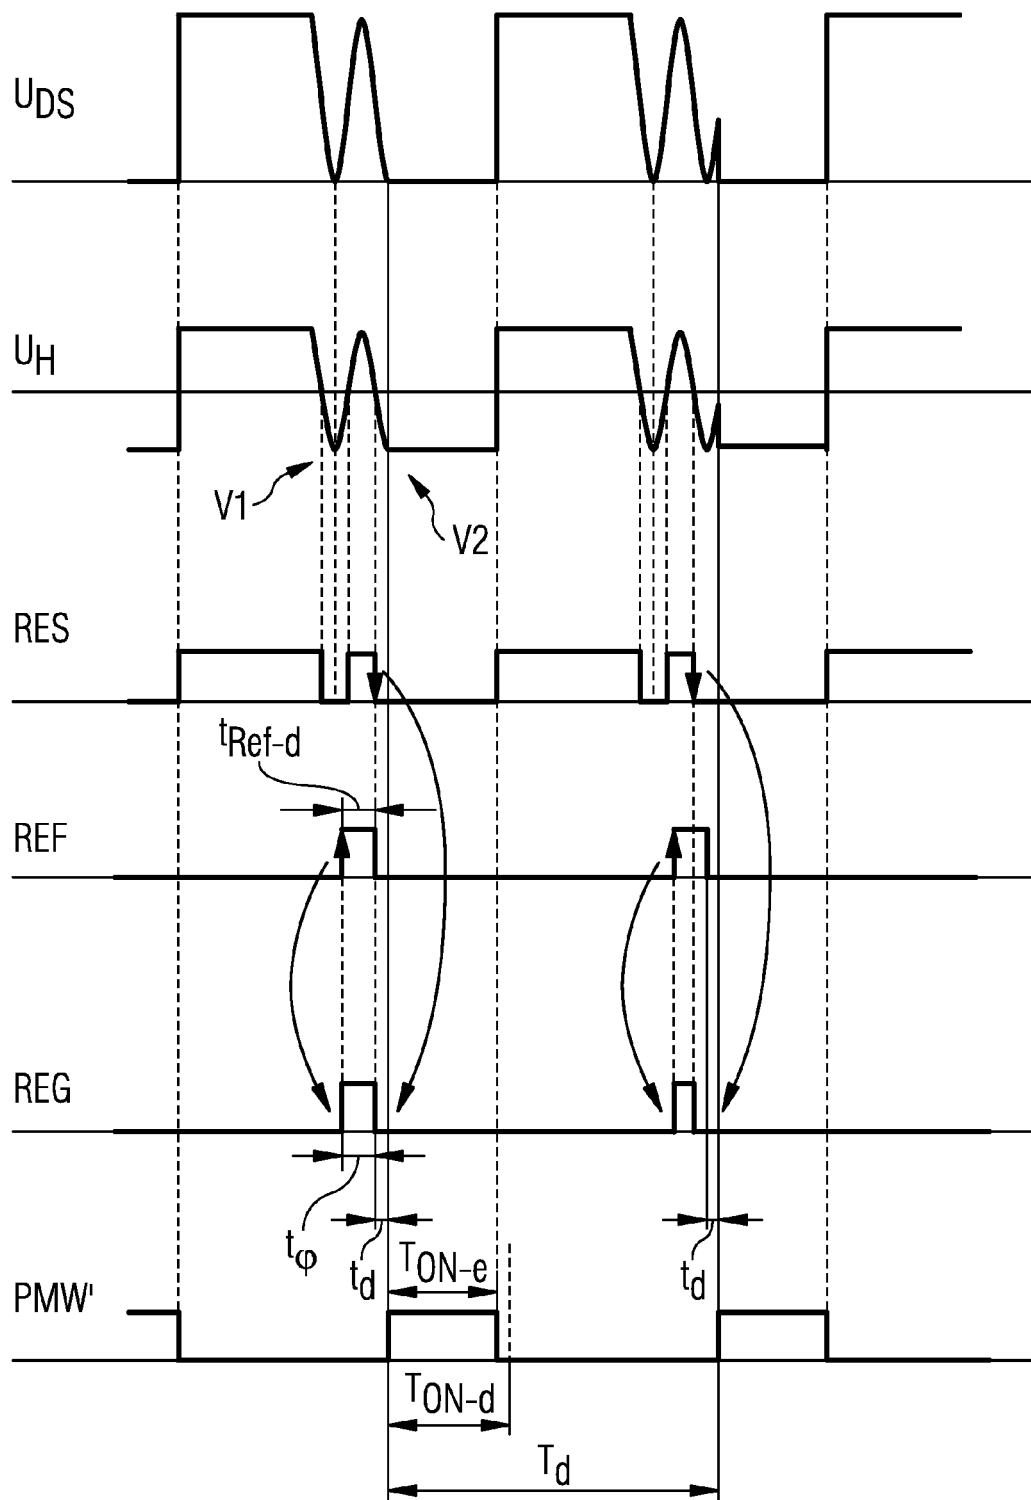 UDS
UH
V1
V2
RES
tRef-d
REF
REG
tφ
td
TON-e
td
PMW'
TON-d
Td